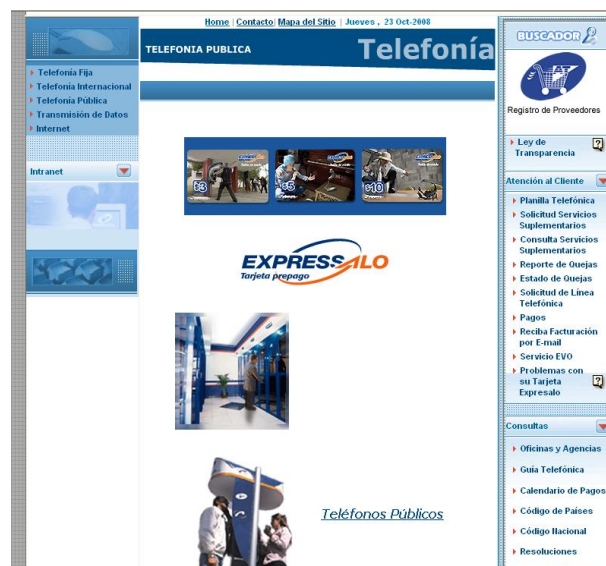 Home | Contacto | Mapa del Sitio | Jueves , 23 Oct-2008
TELEFONIA PUBLICA
Telefonía
Telefonía Fija
Telefonía Internacional
Telefonía Pública
Transmisión de Datos
Internet
Intranet
$3
$5
$10
EXPRESSALO
Tarjeta prepago
Teléfonos Públicos
BUSCADOR
AT
Registro de Proveedores
Ley de
Transparencia
Atención al Cliente
Planilla Telefónica
Solicitud Servicios
Suplementarios
Consulta Servicios
Suplementarios
Reporte de Quejas
Estado de Quejas
Solicitud de Línea
Telefónica
Pagos
Reciba Facturación
por E-mail
Servicio EVO
Problemas con
su Tarjeta
Expresalo
Consultas
Oficinas y Agencias
Guía Telefónica
Calendario de Pagos
Código de Países
Código Nacional
Resoluciones